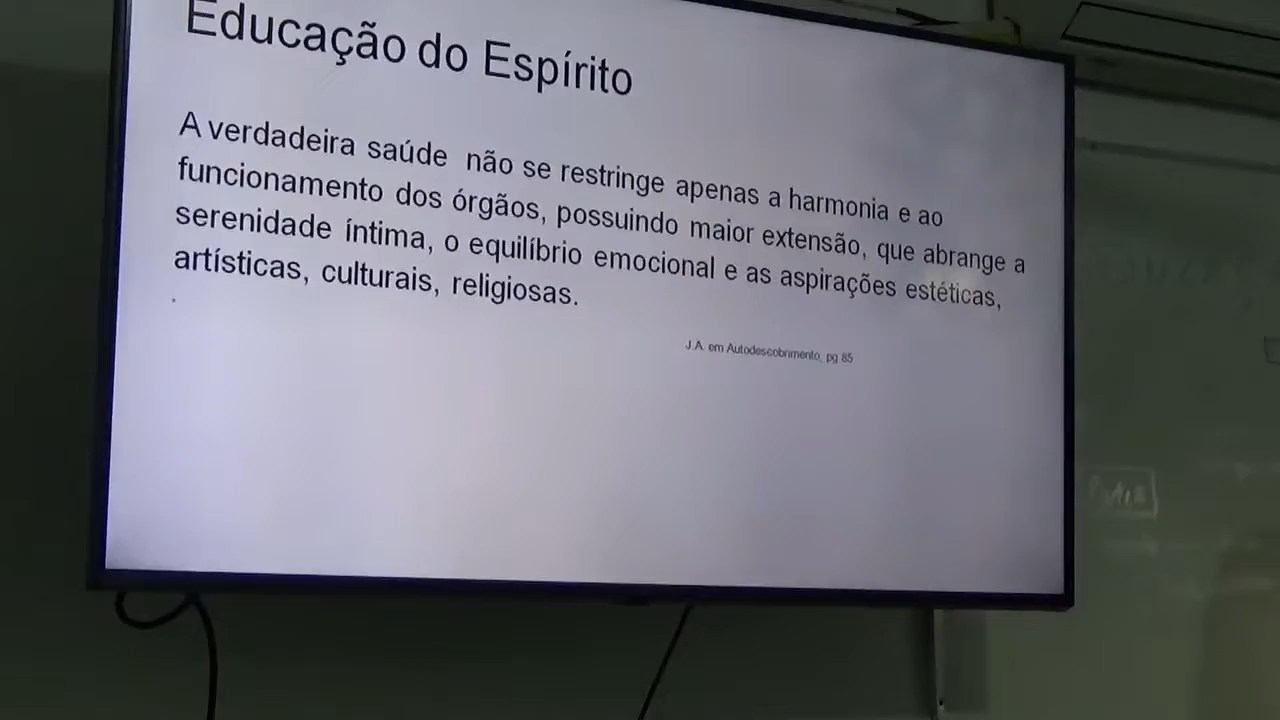 Educação do Espírito
A verdadeira saúde não se restringe apenas a harmonia e ao
funcionamento dos órgãos, possuindo maior extensão, que abrange a
serenidade íntima, o equilíbrio emocional e as aspirações estéticas,
artísticas, culturais, religiosas.
.
J.A. em Autodescobrimento, pg 85